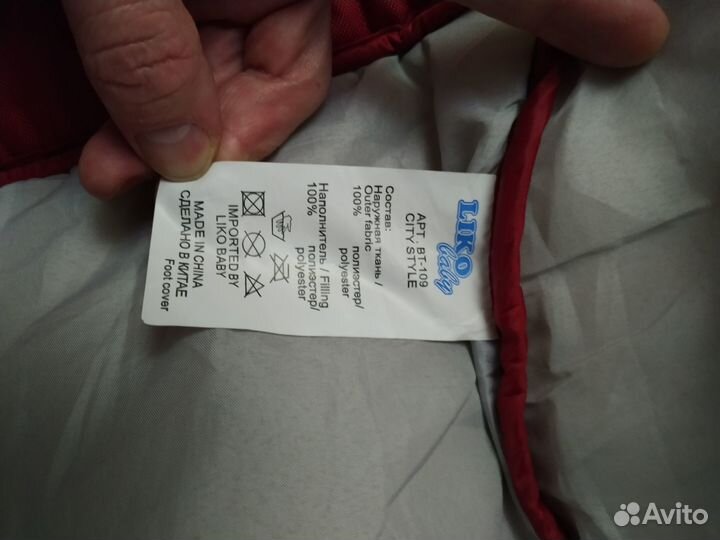 LIKO
baby
АРТ.: BT-109
CITY STYLE
Состав:
Наружная ткань /
Outer fabric
100% полиэстер/
polyester
Наполнитель / Filling
100% полиэстер/
polyester
IMPORTED BY
LIKO BABY
MADE IN CHINA
СДЕЛАНО В КИТАЕ
Foot cover
Avito